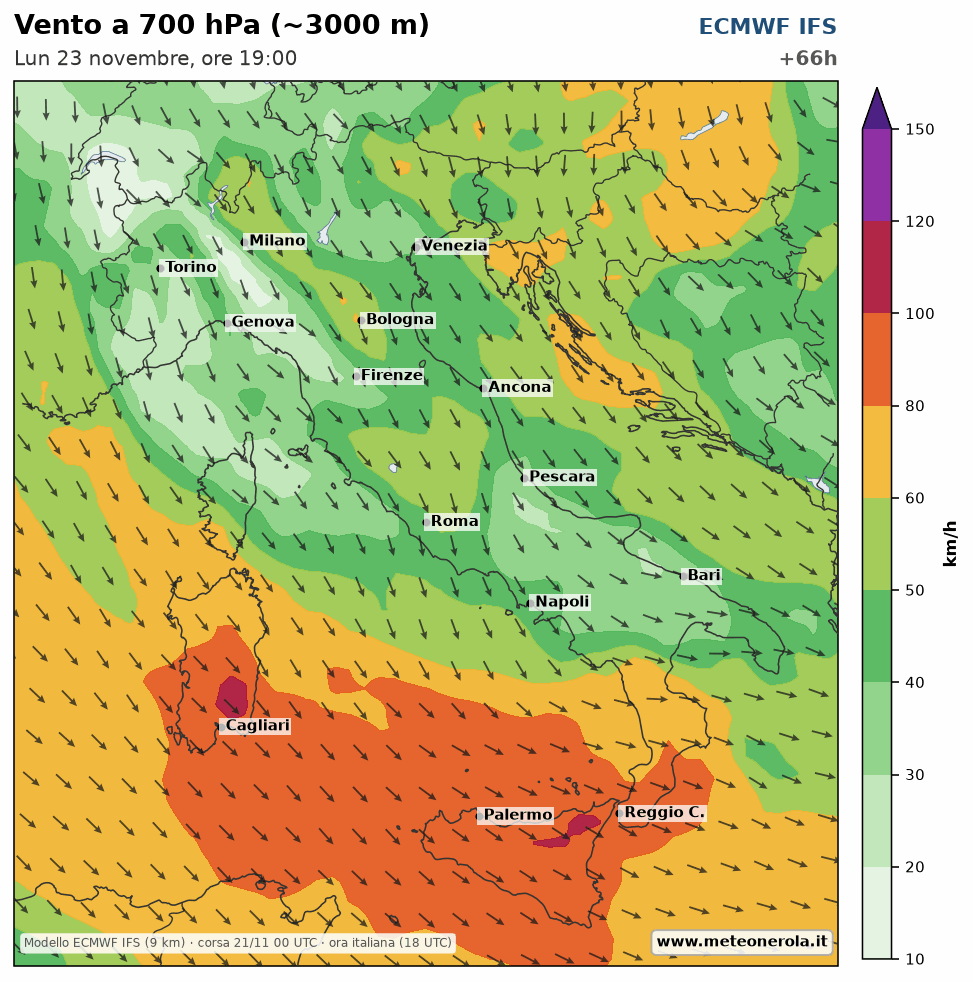 Vento a 700 hPa (~3000 m)
ECMWF IFS
Lun 23 novembre, ore 19:00
+66h
Milano
Venezia
Torino
Genova
Bologna
Firenze
Ancona
Pescara
Roma
Bari
Napoli
Cagliari
Palermo
Reggio C.
150
120
100
80
60
50
40
30
20
10
km/h
Modello ECMWF IFS (9 km) · corsa 21/11 00 UTC · ora italiana (18 UTC)
www.meteonerola.it